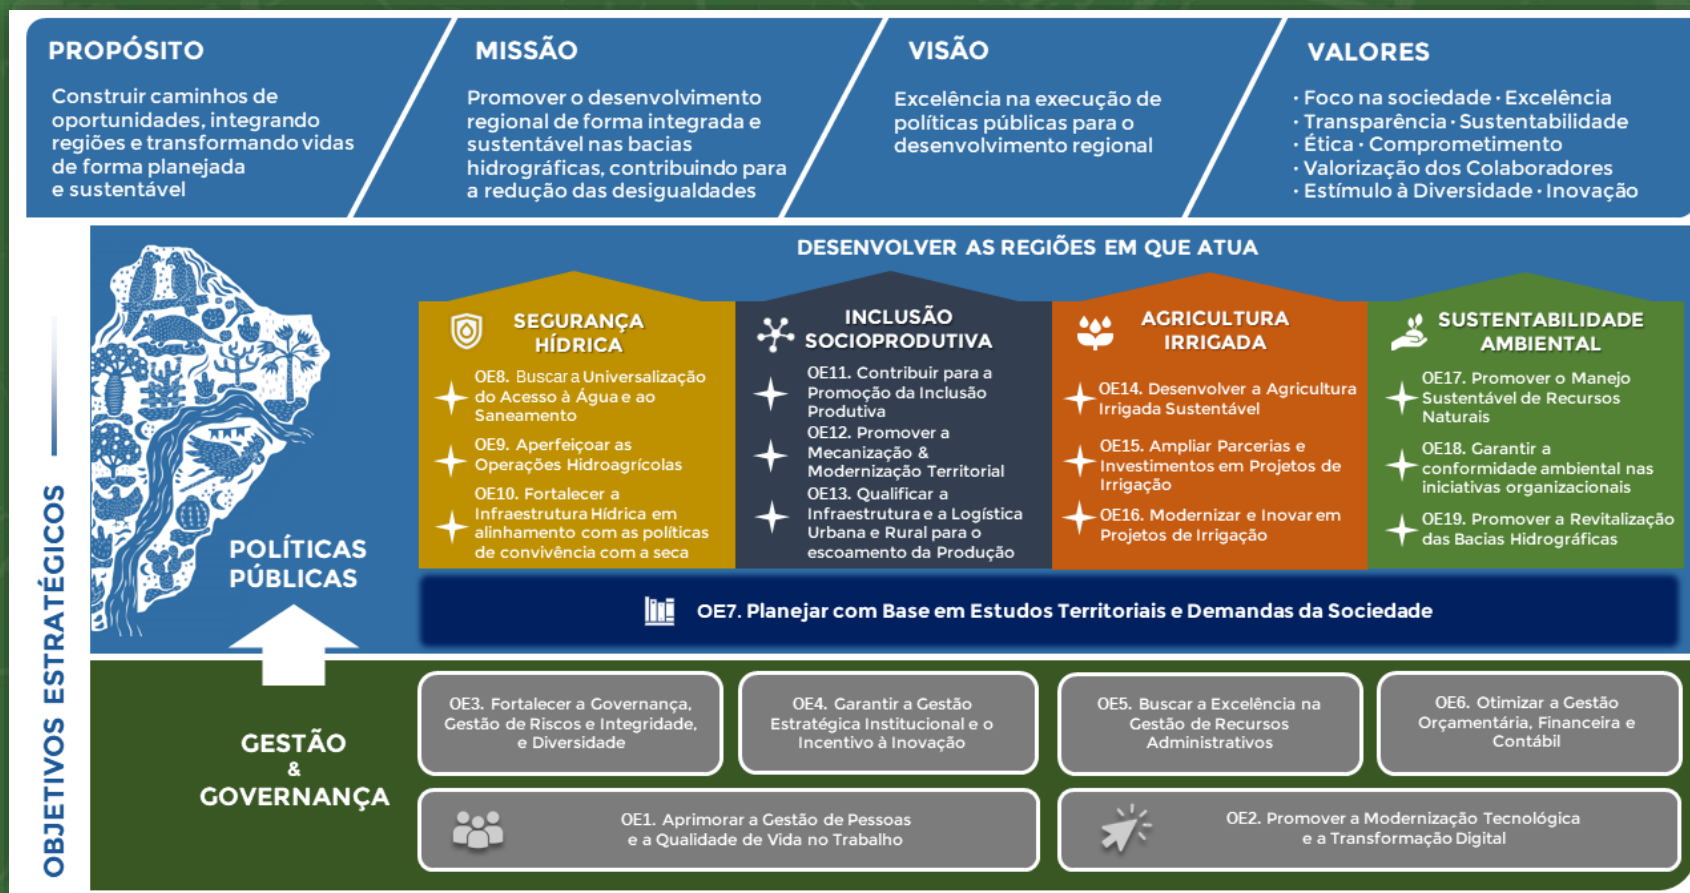 PROPÓSITO
Construir caminhos de
oportunidades, integrando
regiões e transformando vidas
de forma planejada
e sustentável
MISSÃO
Promover o desenvolvimento
regional de forma integrada e
sustentável nas bacias
hidrográficas, contribuindo para
a redução das desigualdades
VISÃO
Excelência na execução de
políticas públicas para o
desenvolvimento regional
VALORES
· Foco na sociedade · Excelência
· Transparência · Sustentabilidade
· Ética · Comprometimento
· Valorização dos Colaboradores
· Estímulo à Diversidade · Inovação
OBJETIVOS ESTRATÉGICOS
DESENVOLVER AS REGIÕES EM QUE ATUA
POLÍTICAS
PÚBLICAS
SEGURANÇA
HÍDRICA
OE8. Buscar a Universalização
do Acesso à Água e ao
Saneamento
OE9. Aperfeiçoar as
Operações Hidroagrícolas
OE10. Fortalecer a
Infraestrutura Hídrica em
alinhamento com as políticas
de convivência com a seca
INCLUSÃO
SOCIOPRODUTIVA
OE11. Contribuir para a
Promoção da Inclusão
Produtiva
OE12. Promover a
Mecanização &
Modernização Territorial
OE13. Qualificar a
Infraestrutura e a Logística
Urbana e Rural para o
escoamento da Produção
AGRICULTURA
IRRIGADA
OE14. Desenvolver a Agricultura
Irrigada Sustentável
OE15. Ampliar Parcerias e
Investimentos em Projetos de
Irrigação
OE16. Modernizar e Inovar em
Projetos de Irrigação
SUSTENTABILIDADE
AMBIENTAL
OE17. Promover o Manejo
Sustentável de Recursos
Naturais
OE18. Garantir a
conformidade ambiental nas
iniciativas organizacionais
OE19. Promover a Revitalização
das Bacias Hidrográficas
OE7. Planejar com Base em Estudos Territoriais e Demandas da Sociedade
GESTÃO
&
GOVERNANÇA
OE3. Fortalecer a Governança,
Gestão de Riscos e Integridade,
e Diversidade
OE4. Garantir a Gestão
Estratégica Institucional e o
Incentivo à Inovação
OE5. Buscar a Excelência na
Gestão de Recursos
Administrativos
OE6. Otimizar a Gestão
Orçamentária, Financeira e
Contábil
OE1. Aprimorar a Gestão de Pessoas
e a Qualidade de Vida no Trabalho
OE2. Promover a Modernização Tecnológica
e a Transformação Digital